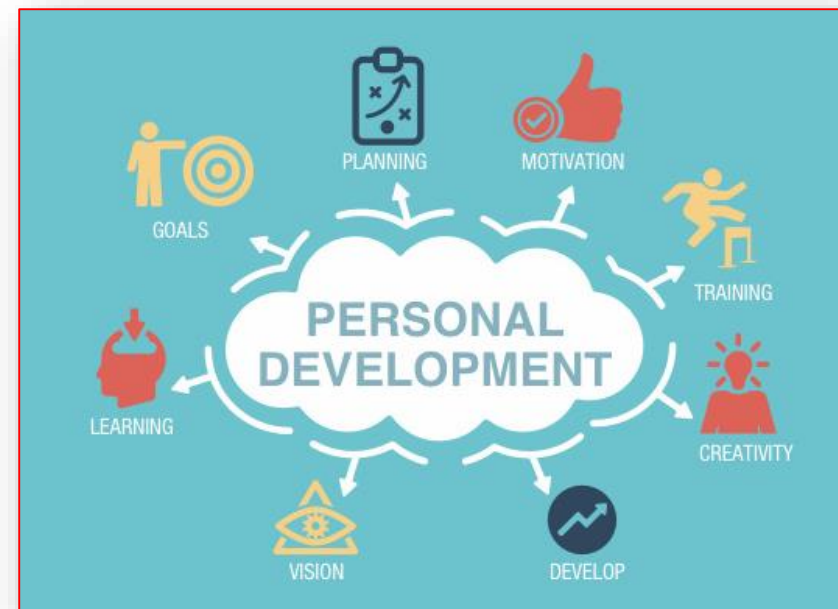 PLANNING
MOTIVATION
GOALS
TRAINING
PERSONAL
DEVELOPMENT
LEARNING
CREATIVITY
VISION
DEVELOP